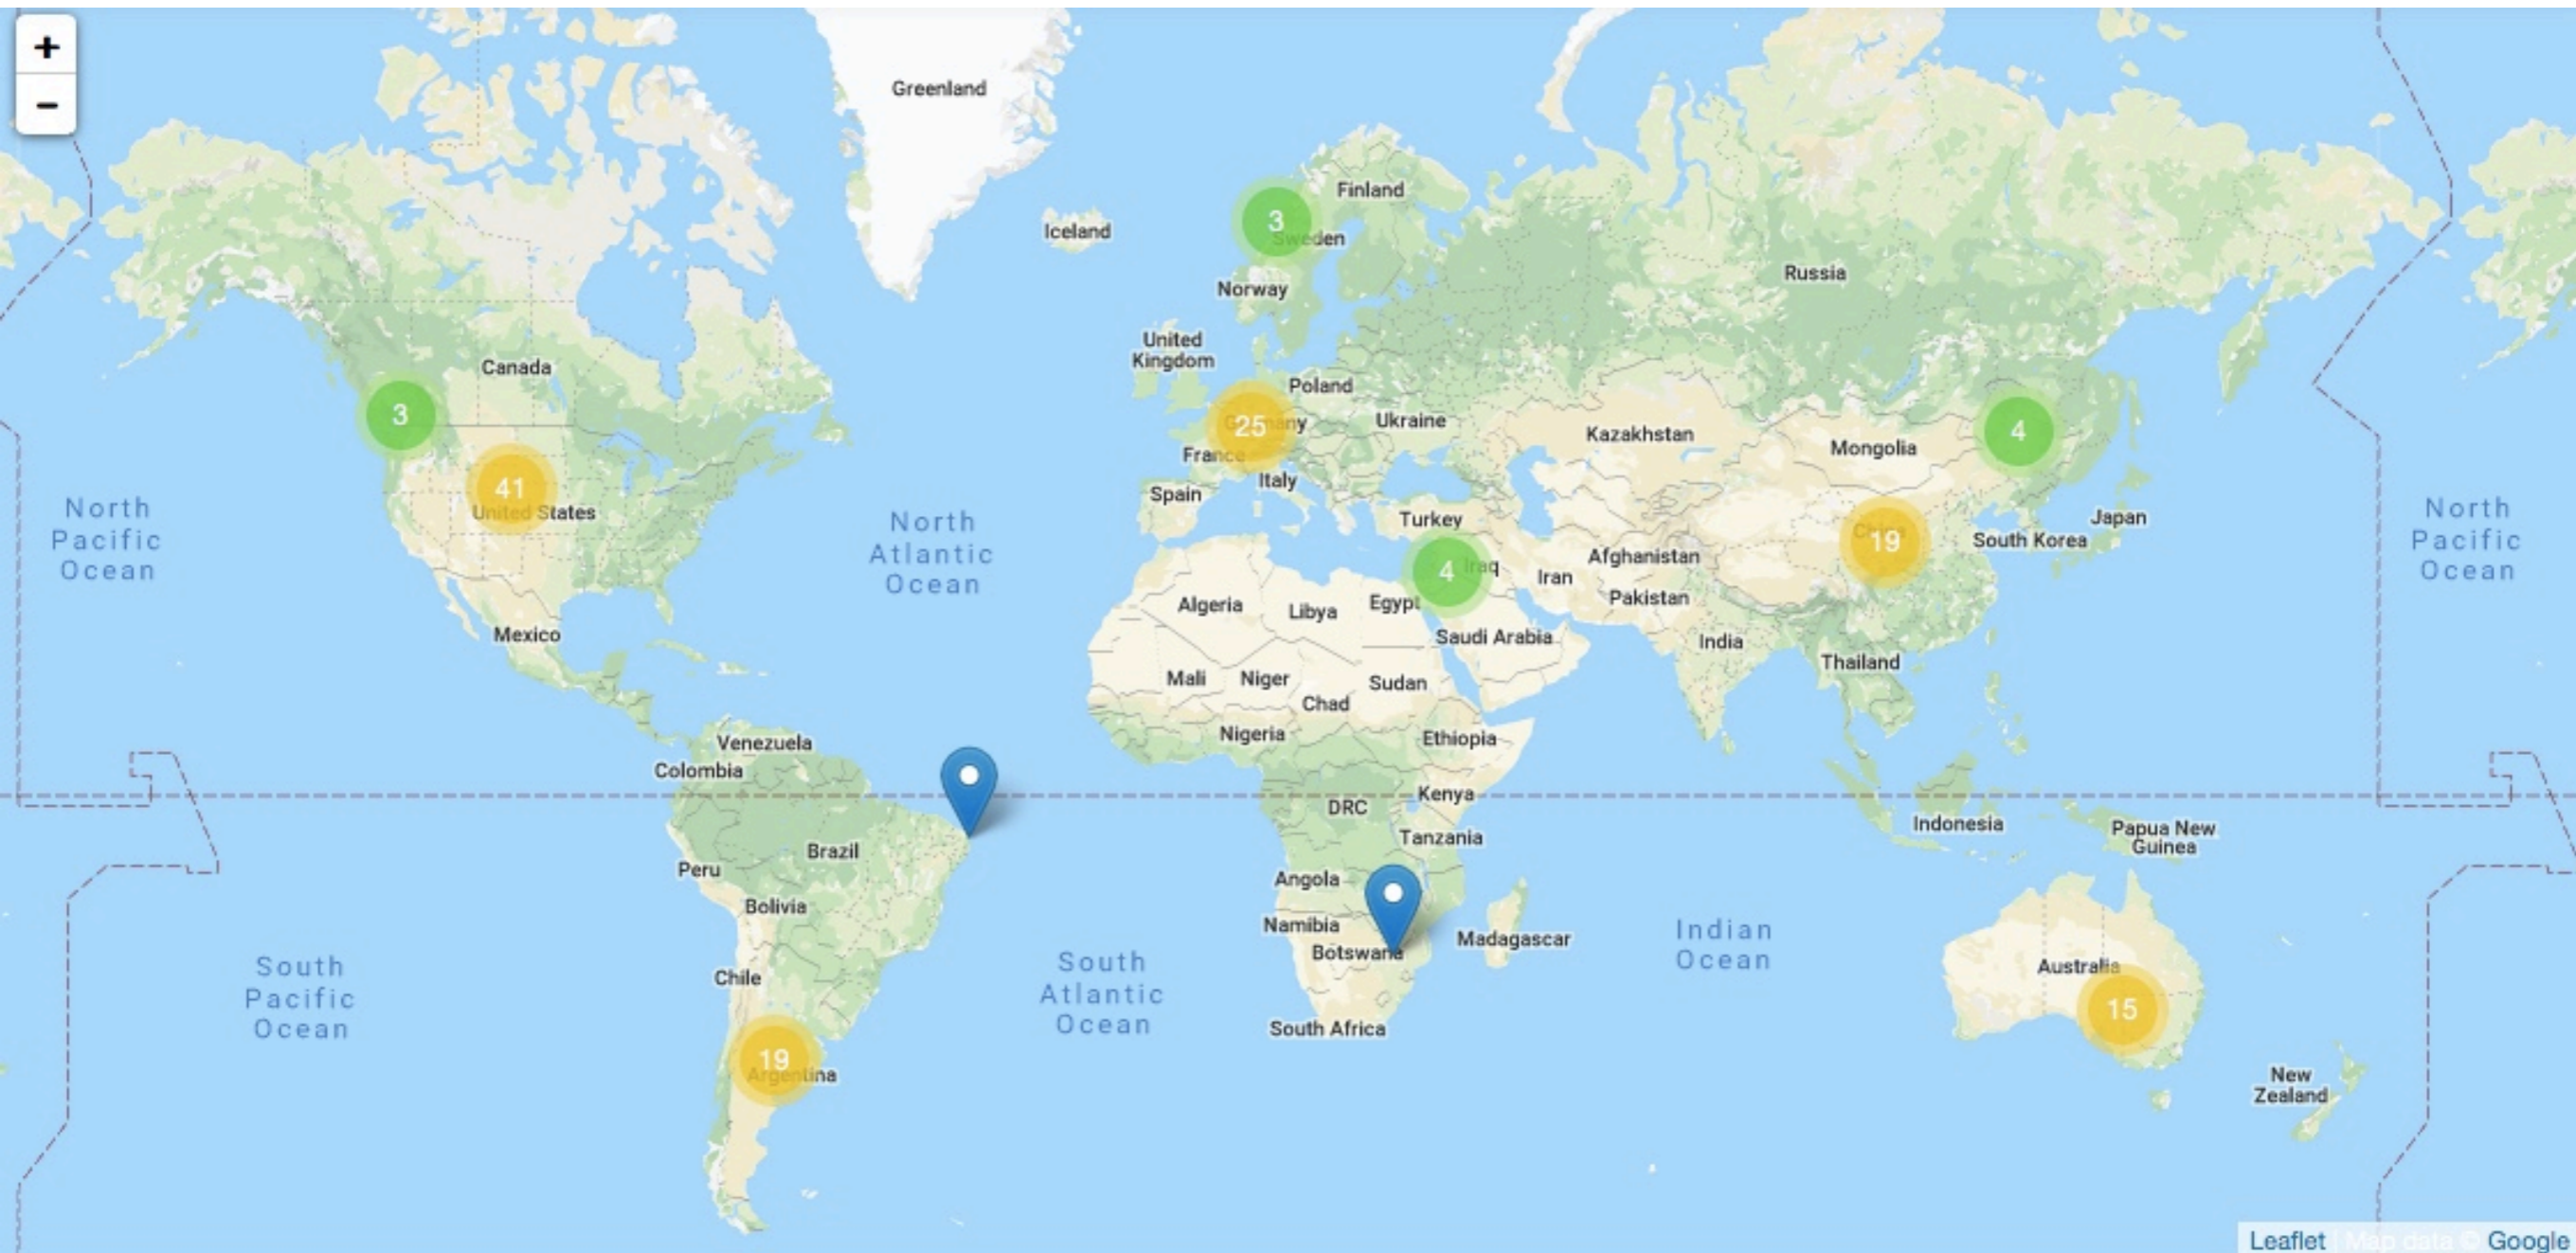 +
−
Greenland
Finland
3
Sweden
Iceland
Russia
Norway
United
Kingdom
Canada
Poland
3
25
Germany
Ukraine
Kazakhstan
4
Mongolia
France
Italy
41
Spain
United States
North
Pacific
Ocean
North
Atlantic
Ocean
Turkey
China
19
Japan
South Korea
North
Pacific
Ocean
4
Iraq
Iran
Afghanistan
Pakistan
Algeria
Libya
Egypt
Mexico
Saudi Arabia
India
Thailand
Mali
Niger
Sudan
Chad
Nigeria
Ethiopia
Venezuela
Colombia
Kenya
DRC
Tanzania
Indonesia
Papua New
Guinea
Brazil
Peru
Angola
Bolivia
Namibia
Madagascar
Botswana
Indian
Ocean
Australia
Chile
South
Pacific
Ocean
South
Atlantic
Ocean
15
South Africa
19
Argentina
New
Zealand
Leaflet | Map data © Google